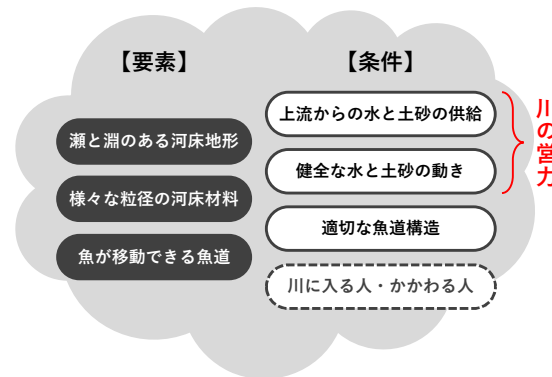 【要素】
瀬と淵のある河床地形
様々な粒径の河床材料
魚が移動できる魚道
【条件】
上流からの水と土砂の供給
健全な水と土砂の動き
適切な魚道構造
川に入る人・かかわる人
川の営力